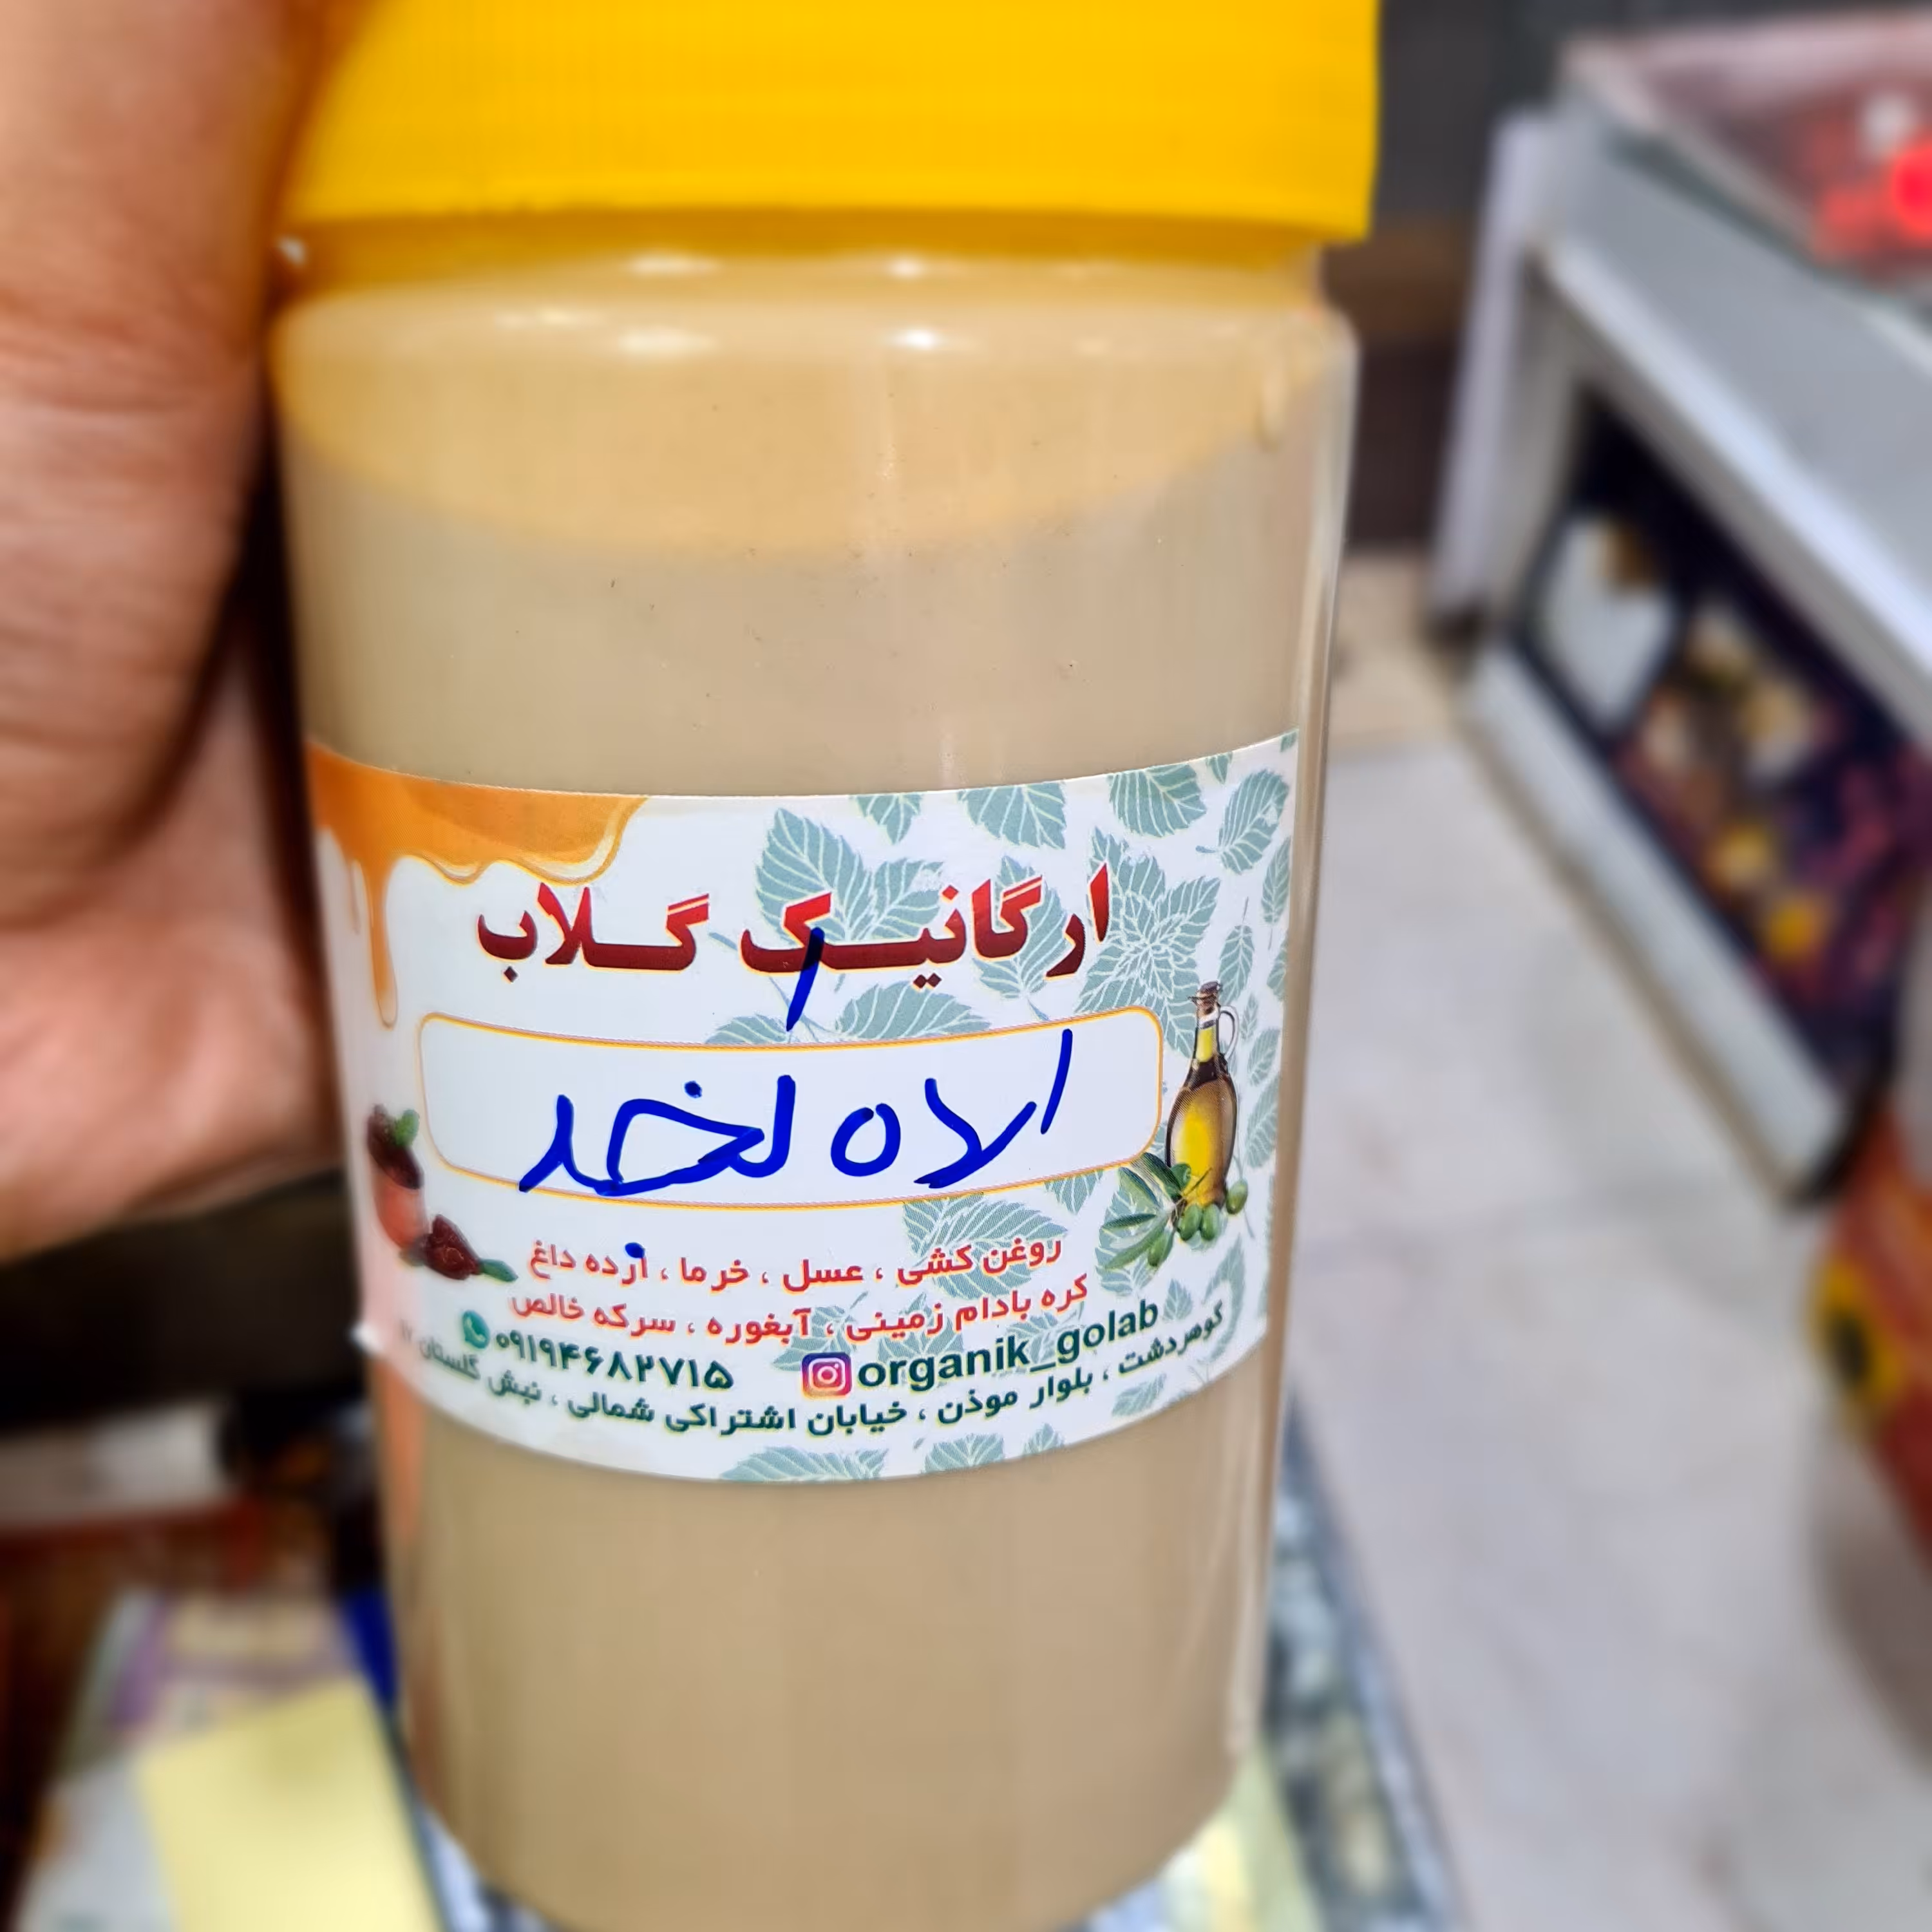 ارگانیک گلاب
ارده کنجد
روغن کشی ، عسل ، خرما ، ارده داغ
کره بادام زمینی ، آبغوره ، سرکه خالص
۰۹۱۹۴۶۸۲۷۱۵ organik_golab
گوهردشت ، بلوار موذن ، خیابان اشتراکی شمالی ، نبش گلستان